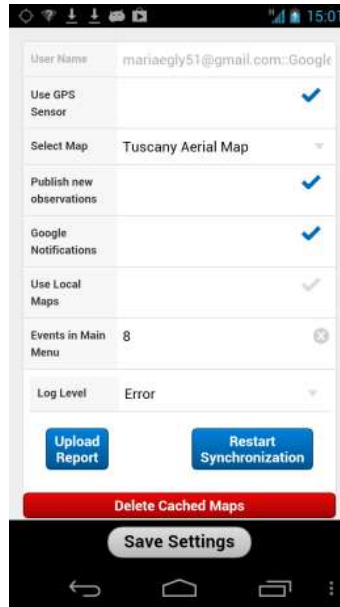 15:01
User Name mariaegly51@gmail.com::Google
Use GPS
Sensor
Select Map Tuscany Aerial Map
Publish new
observations
Google
Notifications
Use Local
Maps
Events in Main 8
Menu
Log Level Error
Upload
Report
Restart
Synchronization
Delete Cached Maps
Save Settings